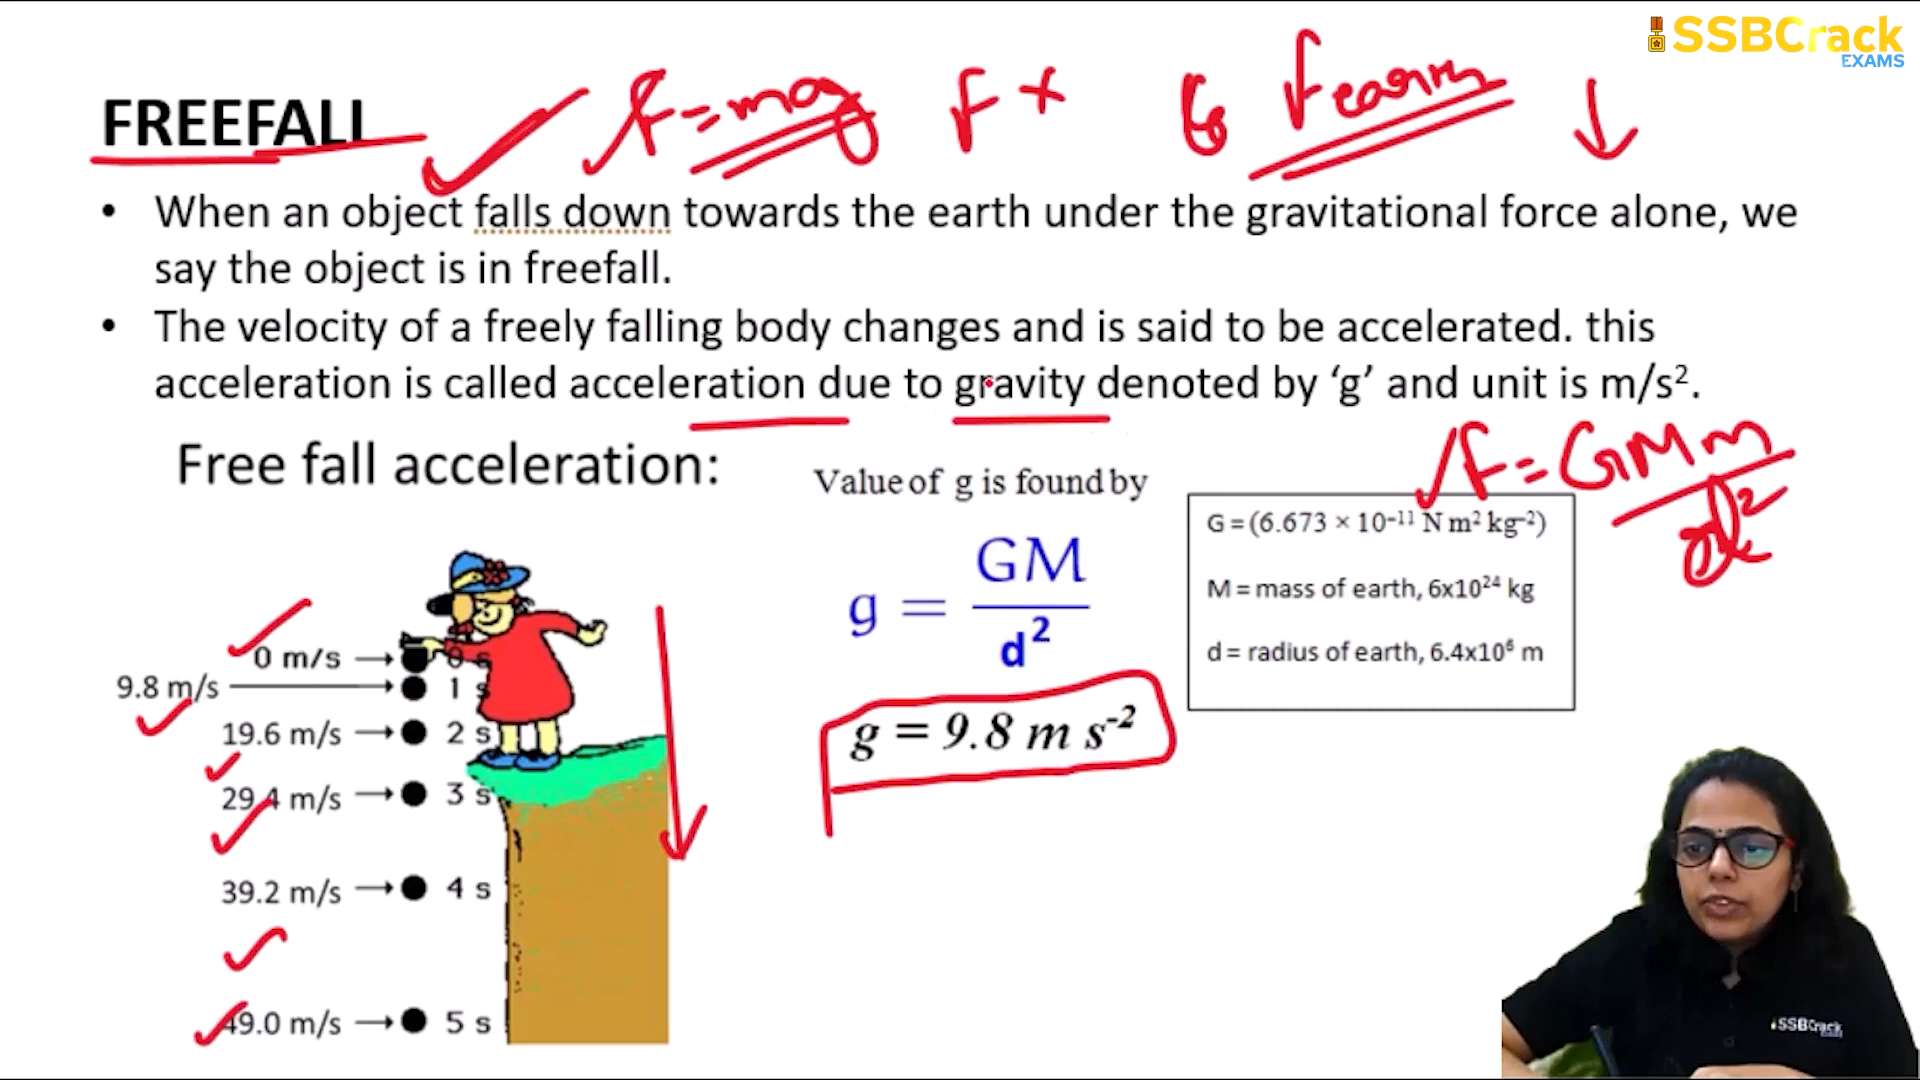 SSBCrack
EXAMS
FREEFALL
F = mg F Fearth
• When an object falls down towards the earth under the gravitational force alone, we
say the object is in freefall.
• The velocity of a freely falling body changes and is said to be accelerated. this
acceleration is called acceleration due to gravity denoted by ‘g’ and unit is m/s².
F = GMm
Free fall acceleration:
Value of g is found by
G = (6.673 × 10⁻¹¹ N m² kg⁻²)
g = GM
d²
M = mass of earth, 6x10²⁴ kg
d = radius of earth, 6.4x10⁶ m
g = 9.8 m s⁻²
0 m/s 0 s
9.8 m/s 1 s
19.6 m/s 2 s
29.4 m/s 3 s
39.2 m/s 4 s
49.0 m/s 5 s
SSBCrack